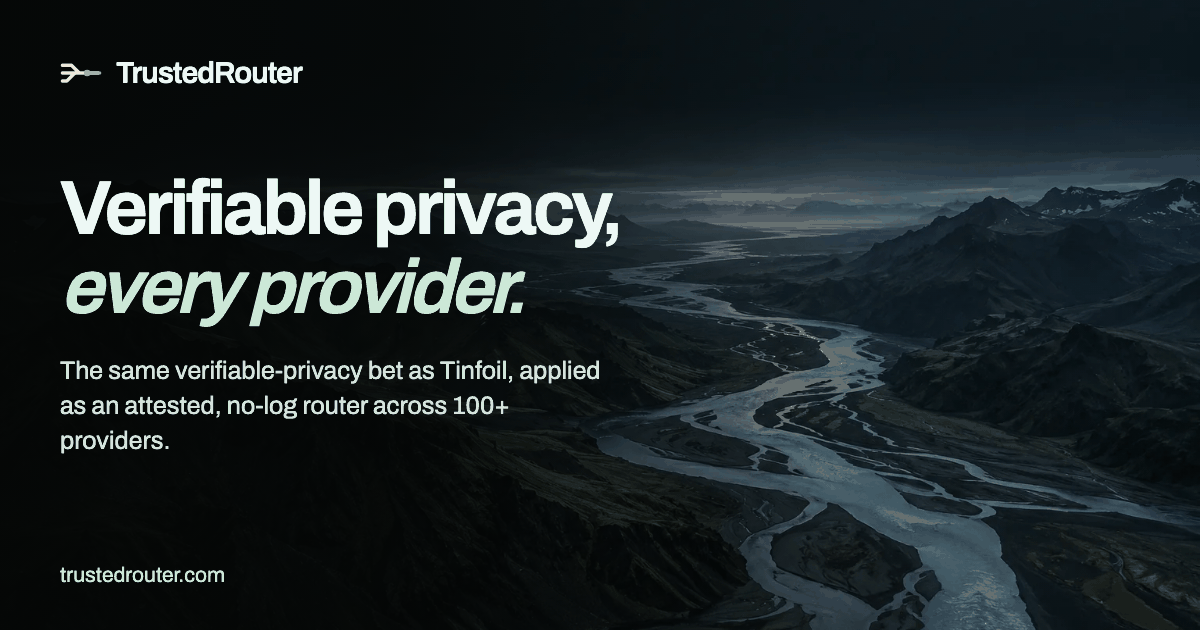 TrustedRouter
Verifiable privacy,
every provider.
The same verifiable-privacy bet as Tinfoil, applied
as an attested, no-log router across 100+
providers.
trustedrouter.com